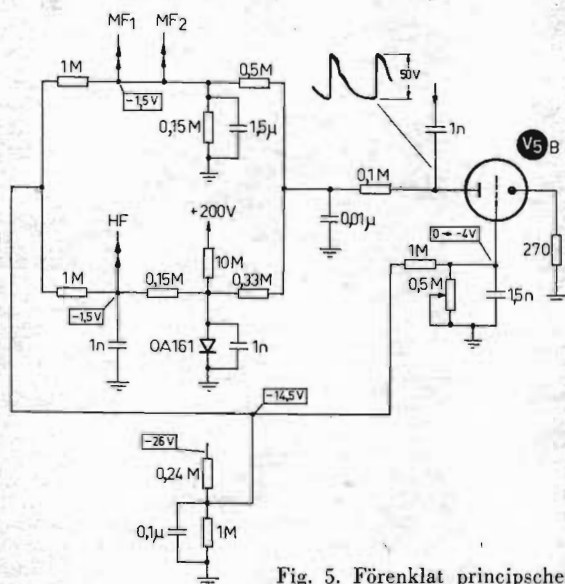 MF1 MF2
1M
0,5M
-1,5V
0,15M
1,5µ
50V
1n
V5B
0,1M
HF
+200V
0,01µ
0 → -4V
270
1M
10M
1M
0,15M
0,33M
0,5M
1,5n
-1,5V
1n
OA161
1n
-14,5V
-26V
0,24M
0,1µ
1M
Fig. 5. Förenklat principsche